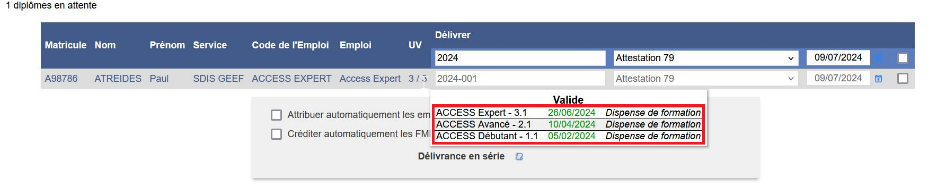 1 diplômes en attente
Délivrer
Matricule Nom Prénom Service Code de l'Emploi Emploi UV
2024 Attestation 79 09/07/2024
A98786 ATREIDES Paul SDIS GEEF ACCESS EXPERT Access Expert 3 / 3 2024-001 Attestation 79 09/07/2024
Valide
Attribuer automatiquement les em
ACCESS Expert - 3.1 26/06/2024 Dispense de formation
ACCESS Avancé - 2.1 10/04/2024 Dispense de formation
Créditer automatiquement les FM
ACCESS Débutant - 1.1 05/02/2024 Dispense de formation
Délivrance en série